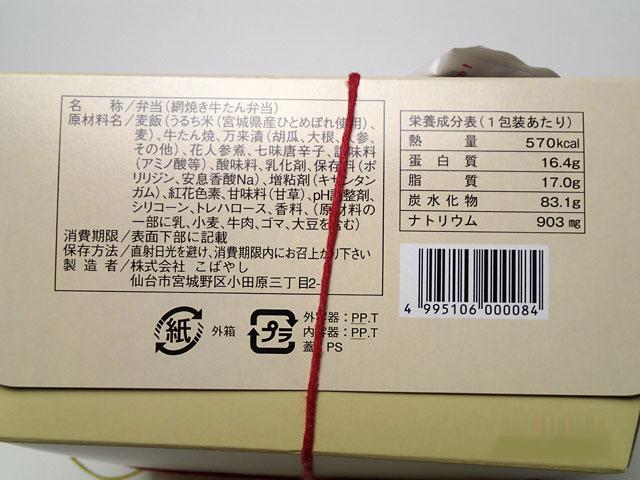 名　　称／弁当（網焼き牛たん弁当）
原材料名／麦飯（うるち米（宮城県産ひとめぼれ使用）、
麦）、牛たん焼、万来漬（胡瓜、大根、人参、
その他）、花人参煮、七味唐辛子、調味料
（アミノ酸等）、酸味料、乳化剤、保存料（ポ
リリジン、安息香酸Na）、増粘剤（キサンタン
ガム）、紅花色素、甘味料（甘草）、pH調整剤、
シリコーン、トレハロース、香料、（原材料の
一部に乳、小麦、牛肉、ゴマ、大豆を含む）
消費期限／表面下部に記載
保存方法／直射日光を避け、消費期限内にお召上がり下さい
製造者／株式会社 こばやし
仙台市宮城野区小田原三丁目2-
栄養成分表（1包装あたり）
熱量 570kcal
蛋白質 16.4g
脂質 17.0g
炭水化物 83.1g
ナトリウム 903mg
4 995106 000084
紙 外箱
プラ 外容器：PP.T
内容器：PP.T
蓋：PS